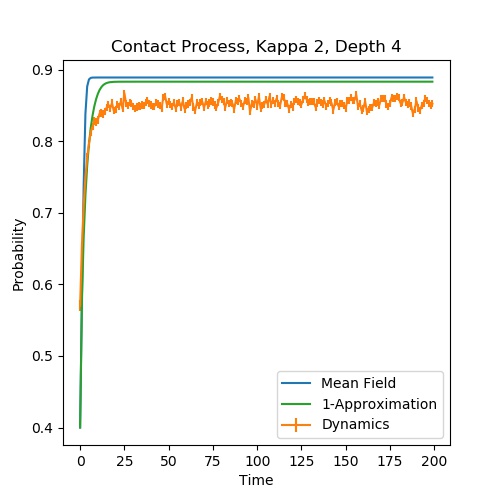 Contact Process, Kappa 2, Depth 4
Probability
0.9
0.8
0.7
0.6
0.5
0.4
Mean Field
1-Approximation
Dynamics
0 25 50 75 100 125 150 175 200
Time